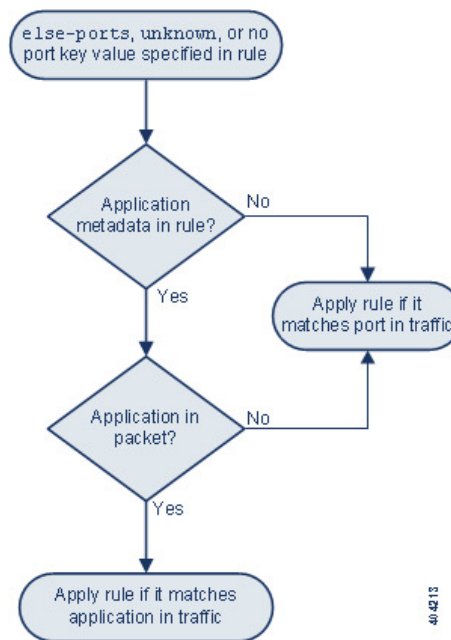 else-ports, unknown, or no
port key value specified in rule
Application
metadata in rule?
No
Yes
Apply rule if it
matches port in traffic
Application in
packet?
No
Yes
Apply rule if it matches
application in traffic
404213